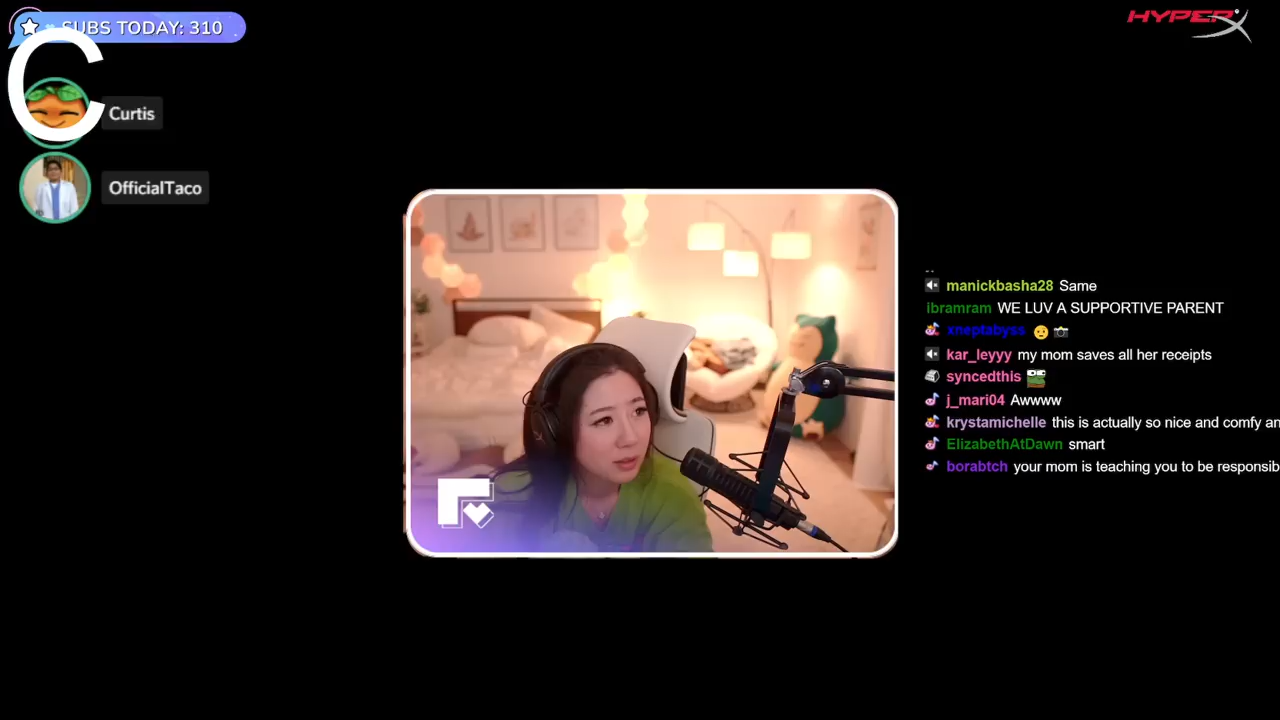 SUBS TODAY: 310
HYPERX
C
Curtis
OfficialTaco
manickbasha28 Same
ibramram WE LUV A SUPPORTIVE PARENT
xneptabyss
kar_leyyy my mom saves all her receipts
syncedthis
j_mari04 Awwww
krystamichelle this is actually so nice and comfy an
ElizabethAtDawn smart
borabtch your mom is teaching you to be responsib